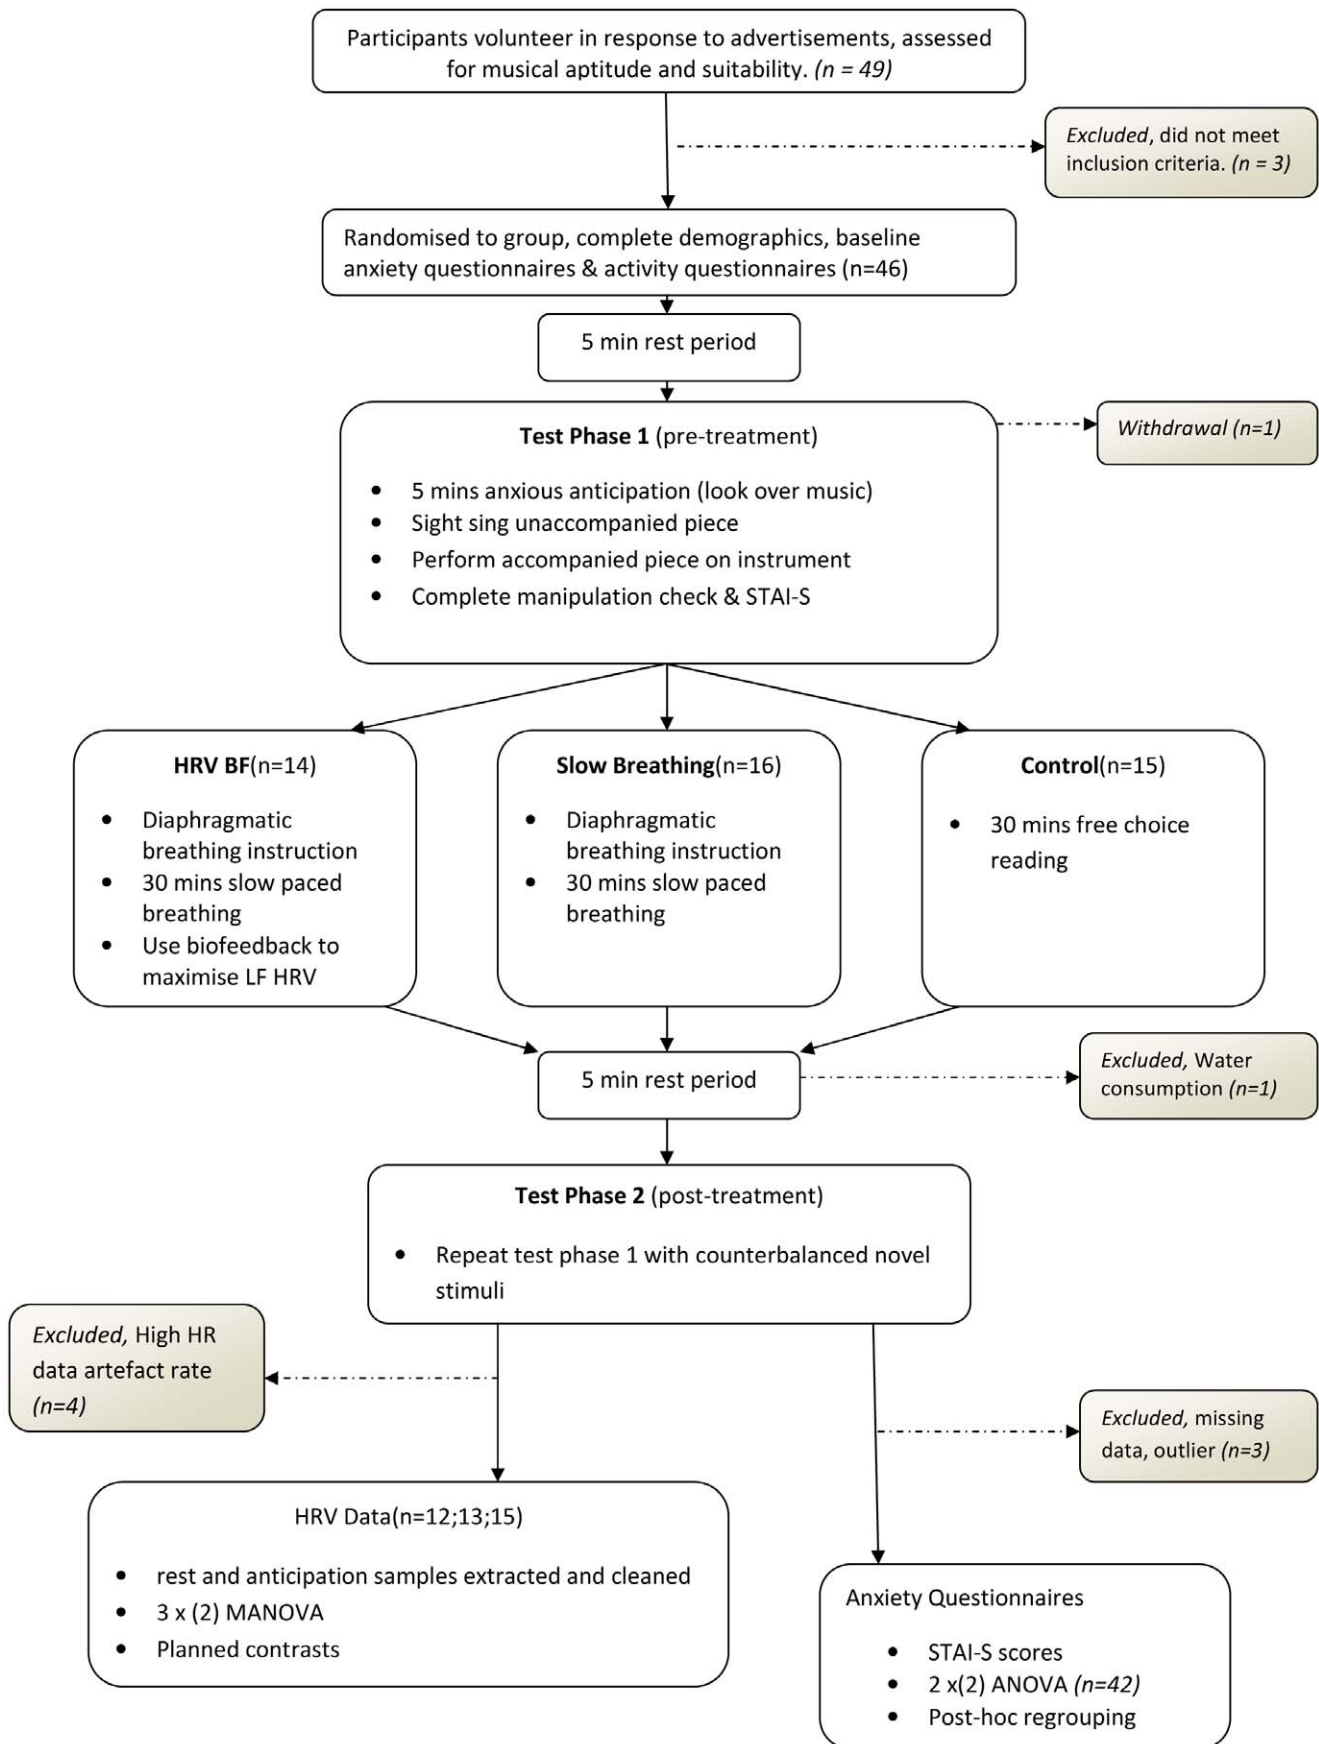 Participants volunteer in response to advertisements, assessed
for musical aptitude and suitability. (n = 49)
Excluded, did not meet
inclusion criteria. (n = 3)
Randomised to group, complete demographics, baseline
anxiety questionnaires & activity questionnaires (n=46)
5 min rest period
Test Phase 1 (pre-treatment)
• 5 mins anxious anticipation (look over music)
• Sight sing unaccompanied piece
• Perform accompanied piece on instrument
• Complete manipulation check & STAI-S
Withdrawal (n=1)
HRV BF(n=14)
• Diaphragmatic
breathing instruction
• 30 mins slow paced
breathing
• Use biofeedback to
maximise LF HRV
Slow Breathing(n=16)
• Diaphragmatic
breathing instruction
• 30 mins slow paced
breathing
Control(n=15)
• 30 mins free choice
reading
5 min rest period
Excluded, Water
consumption (n=1)
Test Phase 2 (post-treatment)
• Repeat test phase 1 with counterbalanced novel
stimuli
Excluded, High HR
data artefact rate
(n=4)
Excluded, missing
data, outlier (n=3)
HRV Data(n=12;13;15)
• rest and anticipation samples extracted and cleaned
• 3 x (2) MANOVA
• Planned contrasts
Anxiety Questionnaires
• STAI-S scores
• 2 x(2) ANOVA (n=42)
• Post-hoc regrouping